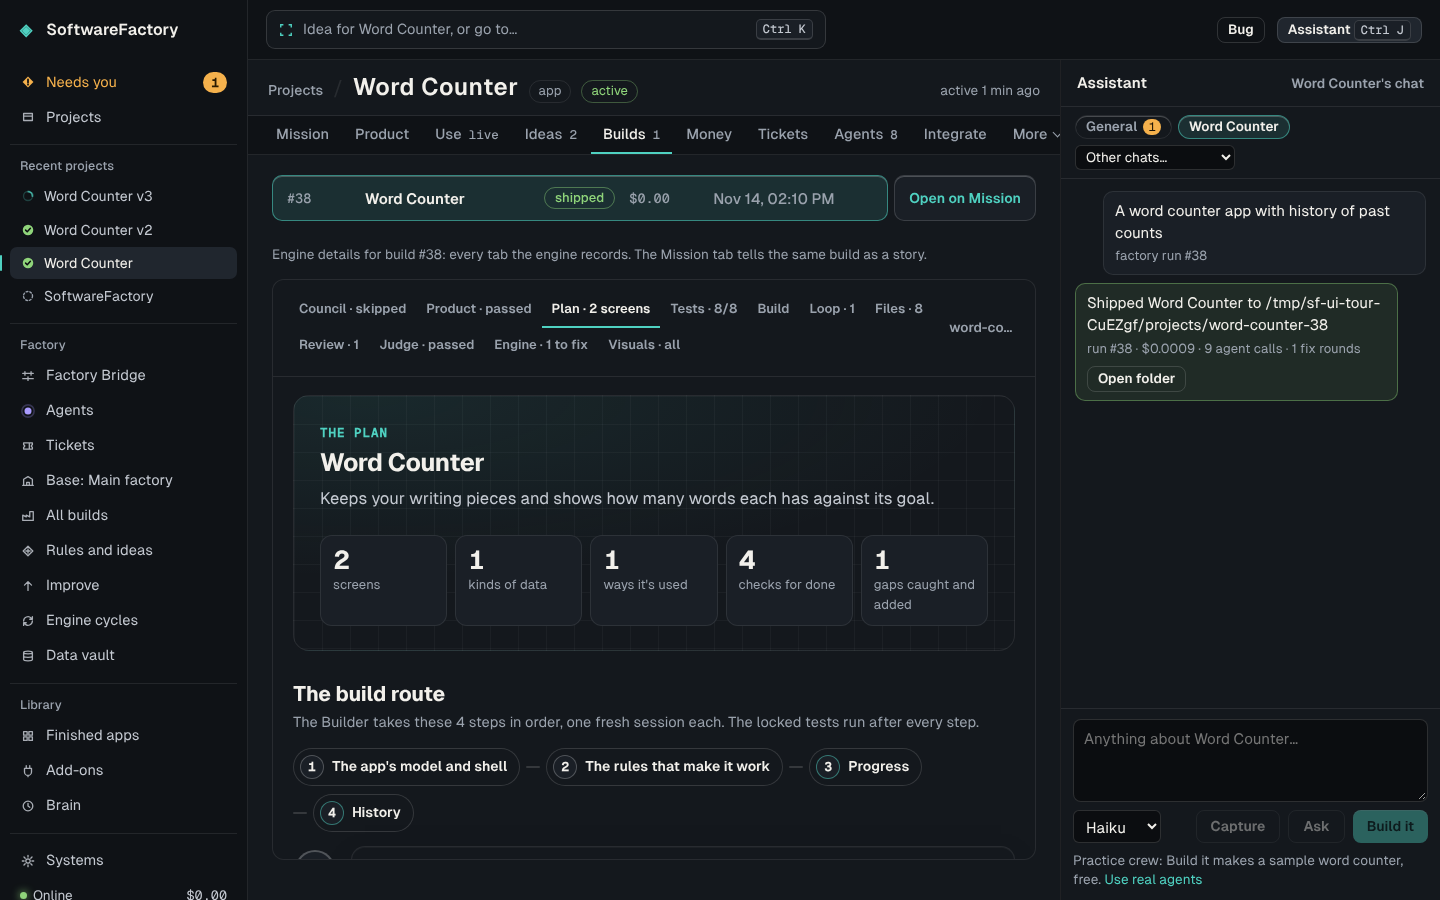 SoftwareFactory
Idea for Word Counter, or go to...
Ctrl K
Bug
Assistant Ctrl J
Needs you 1
Projects
Recent projects
Word Counter v3
Word Counter v2
Word Counter
SoftwareFactory
Factory
Factory Bridge
Agents
Tickets
Base: Main factory
All builds
Rules and ideas
Improve
Engine cycles
Data vault
Library
Finished apps
Add-ons
Brain
Systems
Online $0.00
Projects / Word Counter app active
active 1 min ago
Mission Product Use live Ideas 2 Builds 1 Money Tickets Agents 8 Integrate More
#38 Word Counter shipped $0.00 Nov 14, 02:10 PM
Open on Mission
Engine details for build #38: every tab the engine records. The Mission tab tells the same build as a story.
Council · skipped Product · passed Plan · 2 screens Tests · 8/8 Build Loop · 1 Files · 8
word-co...
Review · 1 Judge · passed Engine · 1 to fix Visuals · all
THE PLAN
Word Counter
Keeps your writing pieces and shows how many words each has against its goal.
2
screens
1
kinds of data
1
ways it's used
4
checks for done
1
gaps caught and
added
The build route
The Builder takes these 4 steps in order, one fresh session each. The locked tests run after every step.
1 The app's model and shell
2 The rules that make it work
3 Progress
4 History
Assistant
Word Counter's chat
General 1
Word Counter
Other chats...
A word counter app with history of past
counts
factory run #38
Shipped Word Counter to /tmp/sf-ui-tour-
CuEZgf/projects/word-counter-38
run #38 · $0.0009 · 9 agent calls · 1 fix rounds
Open folder
Anything about Word Counter...
Haiku
Capture
Ask
Build it
Practice crew: Build it makes a sample word counter,
free. Use real agents